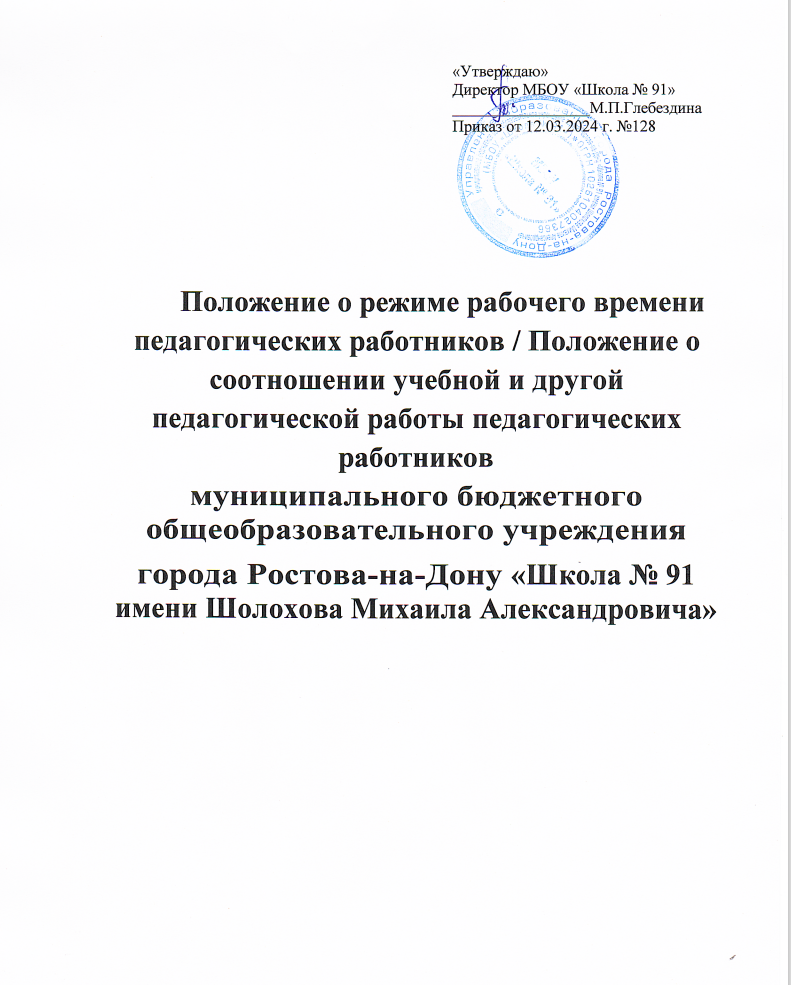 «Утверждаю»
Директор МБОУ «Школа № 91»
М.П.Глебездина
Приказ от 12.03.2024 г. №128
Положение о режиме рабочего времени
педагогических работников / Положение о
соотношении учебной и другой
педагогической работы педагогических
работников
муниципального бюджетного
общеобразовательного учреждения
города Ростова-на-Дону «Школа № 91
имени Шолохова Михаила Александровича»